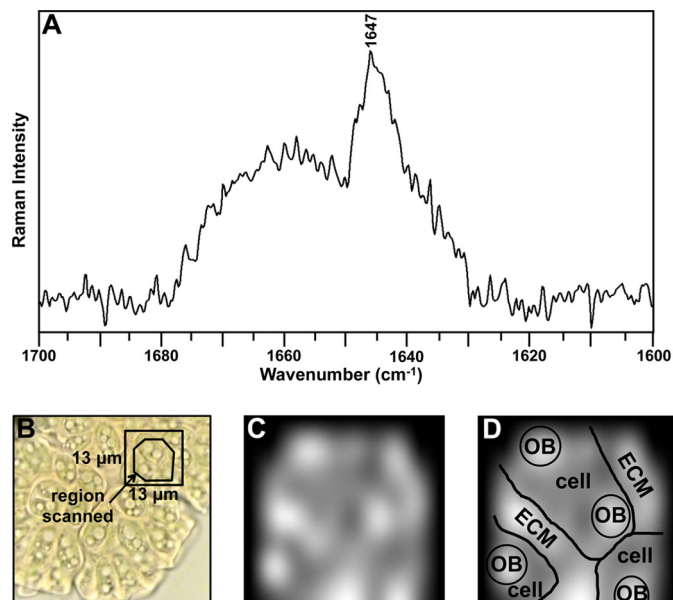 A
1647
Raman Intensity
1700 1680 1660 1640 1620 1600
Wavenumber (cm-1)
B
13 µm
13 µm
region
scanned
C
D
OB
cell
ECM
OB
ECM
OB
cell
cell
OB